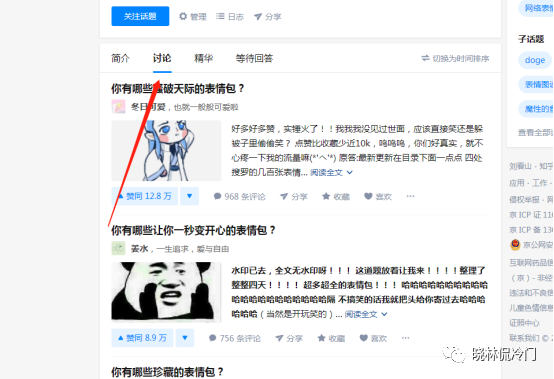 关注话题 管理 日志 分享
简介 讨论 精华 等待回答 切换为时间排序
你有哪些骚破天际的表情包？
冬日可爱，也就一般般可爱啦
好多好多赞，实捶火了！！我我我没见过世面，应该直接笑还是躲
被子里偷偷笑？ 点赞比收藏少近10k，呜呜呜，你们好真实，就不
心疼一下我的流量嘛(*'へ'*) 原答:最新更新在目录下面一点点 四处
搜罗的几百张表情... 阅读全文
赞同 12.8 万 968 条评论 分享 收藏 喜欢
你有哪些让你一秒变开心的表情包？
姜水，一生追求，爱与自由
水印已去，全文无水印呀！！！ 这道题放着让我来！！！！整理了
整整四天！！！！ 超多超全的表情包！！！ 哈哈哈哈哈哈哈哈哈哈
哈哈哈哈哈哈哈哈哈哈哈隔 不搞笑的话我就把头给你寄过去哈哈哈
哈哈哈哈（当然是开玩笑的）... 阅读全文
赞同 8.9 万 756 条评论 分享 收藏 喜欢
你有哪些珍藏的表情包？
网络表情
子话题
doge
表情图
魔性的
查看全部
刘看山 · 知乎
应用 · 工作 ·
侵权举报 · 网
京 ICP 证 11
京 ICP 备 13
京公网安
互联网药品信
（京）- 非经
违法和不良信
儿童色情信息
证照中心
联系我们 ©
晓林侃冷门